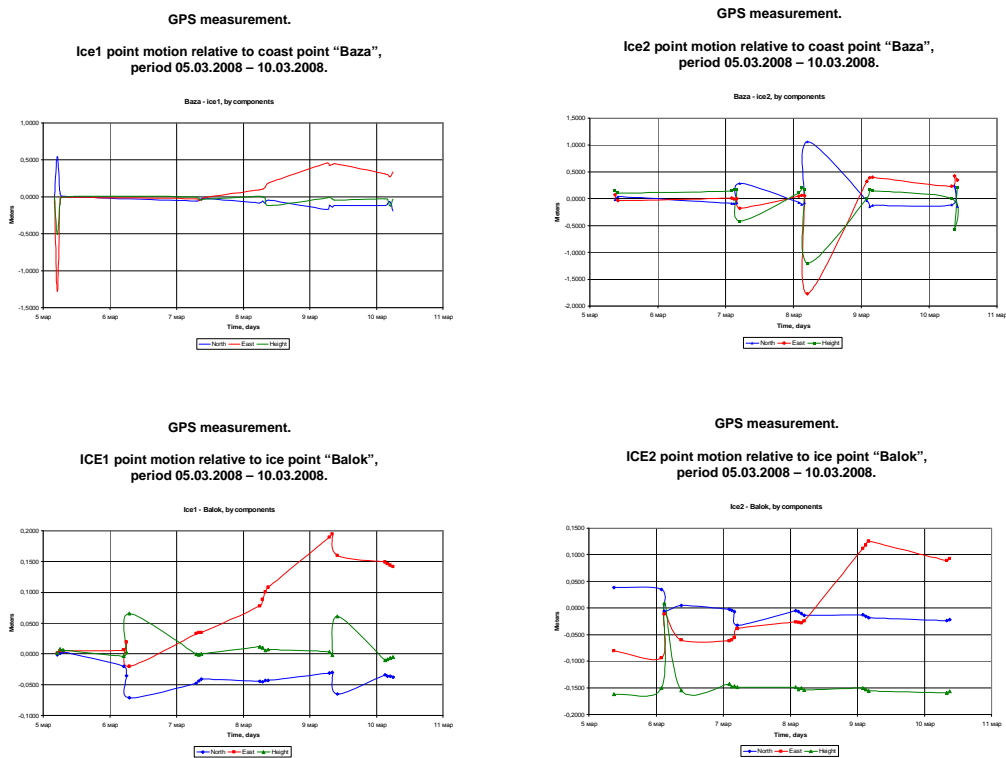 GPS measurement.
Ice1 point motion relative to coast point “Baza”,
period 05.03.2008 – 10.03.2008.
Baza - ice1, by components
1,0000
0,5000
0,0000
-0,5000
-1,0000
-1,5000
Meters
5 мар 6 мар 7 мар 8 мар 9 мар 10 мар 11 мар
Time, days
North East Height
GPS measurement.
Ice2 point motion relative to coast point “Baza”,
period 05.03.2008 – 10.03.2008.
Baza - ice2, by components
1,5000
1,0000
0,5000
0,0000
-0,5000
-1,0000
-1,5000
-2,0000
Meters
5 мар 6 мар 7 мар 8 мар 9 мар 10 мар 11 мар
Time, days
North East Height
GPS measurement.
ICE1 point motion relative to ice point “Balok”,
period 05.03.2008 – 10.03.2008.
Ice1 - Balok, by components
0,2000
0,1500
0,1000
0,0500
0,0000
-0,0500
-0,1000
Meters
5 мар 6 мар 7 мар 8 мар 9 мар 10 мар 11 мар
Time, days
North East Height
GPS measurement.
ICE2 point motion relative to ice point “Balok”,
period 05.03.2008 – 10.03.2008.
Ice2 - Balok, by components
0,1500
0,1000
0,0500
0,0000
-0,0500
-0,1000
-0,1500
-0,2000
Meters
5 мар 6 мар 7 мар 8 мар 9 мар 10 мар 11 мар
Time, days
North East Height